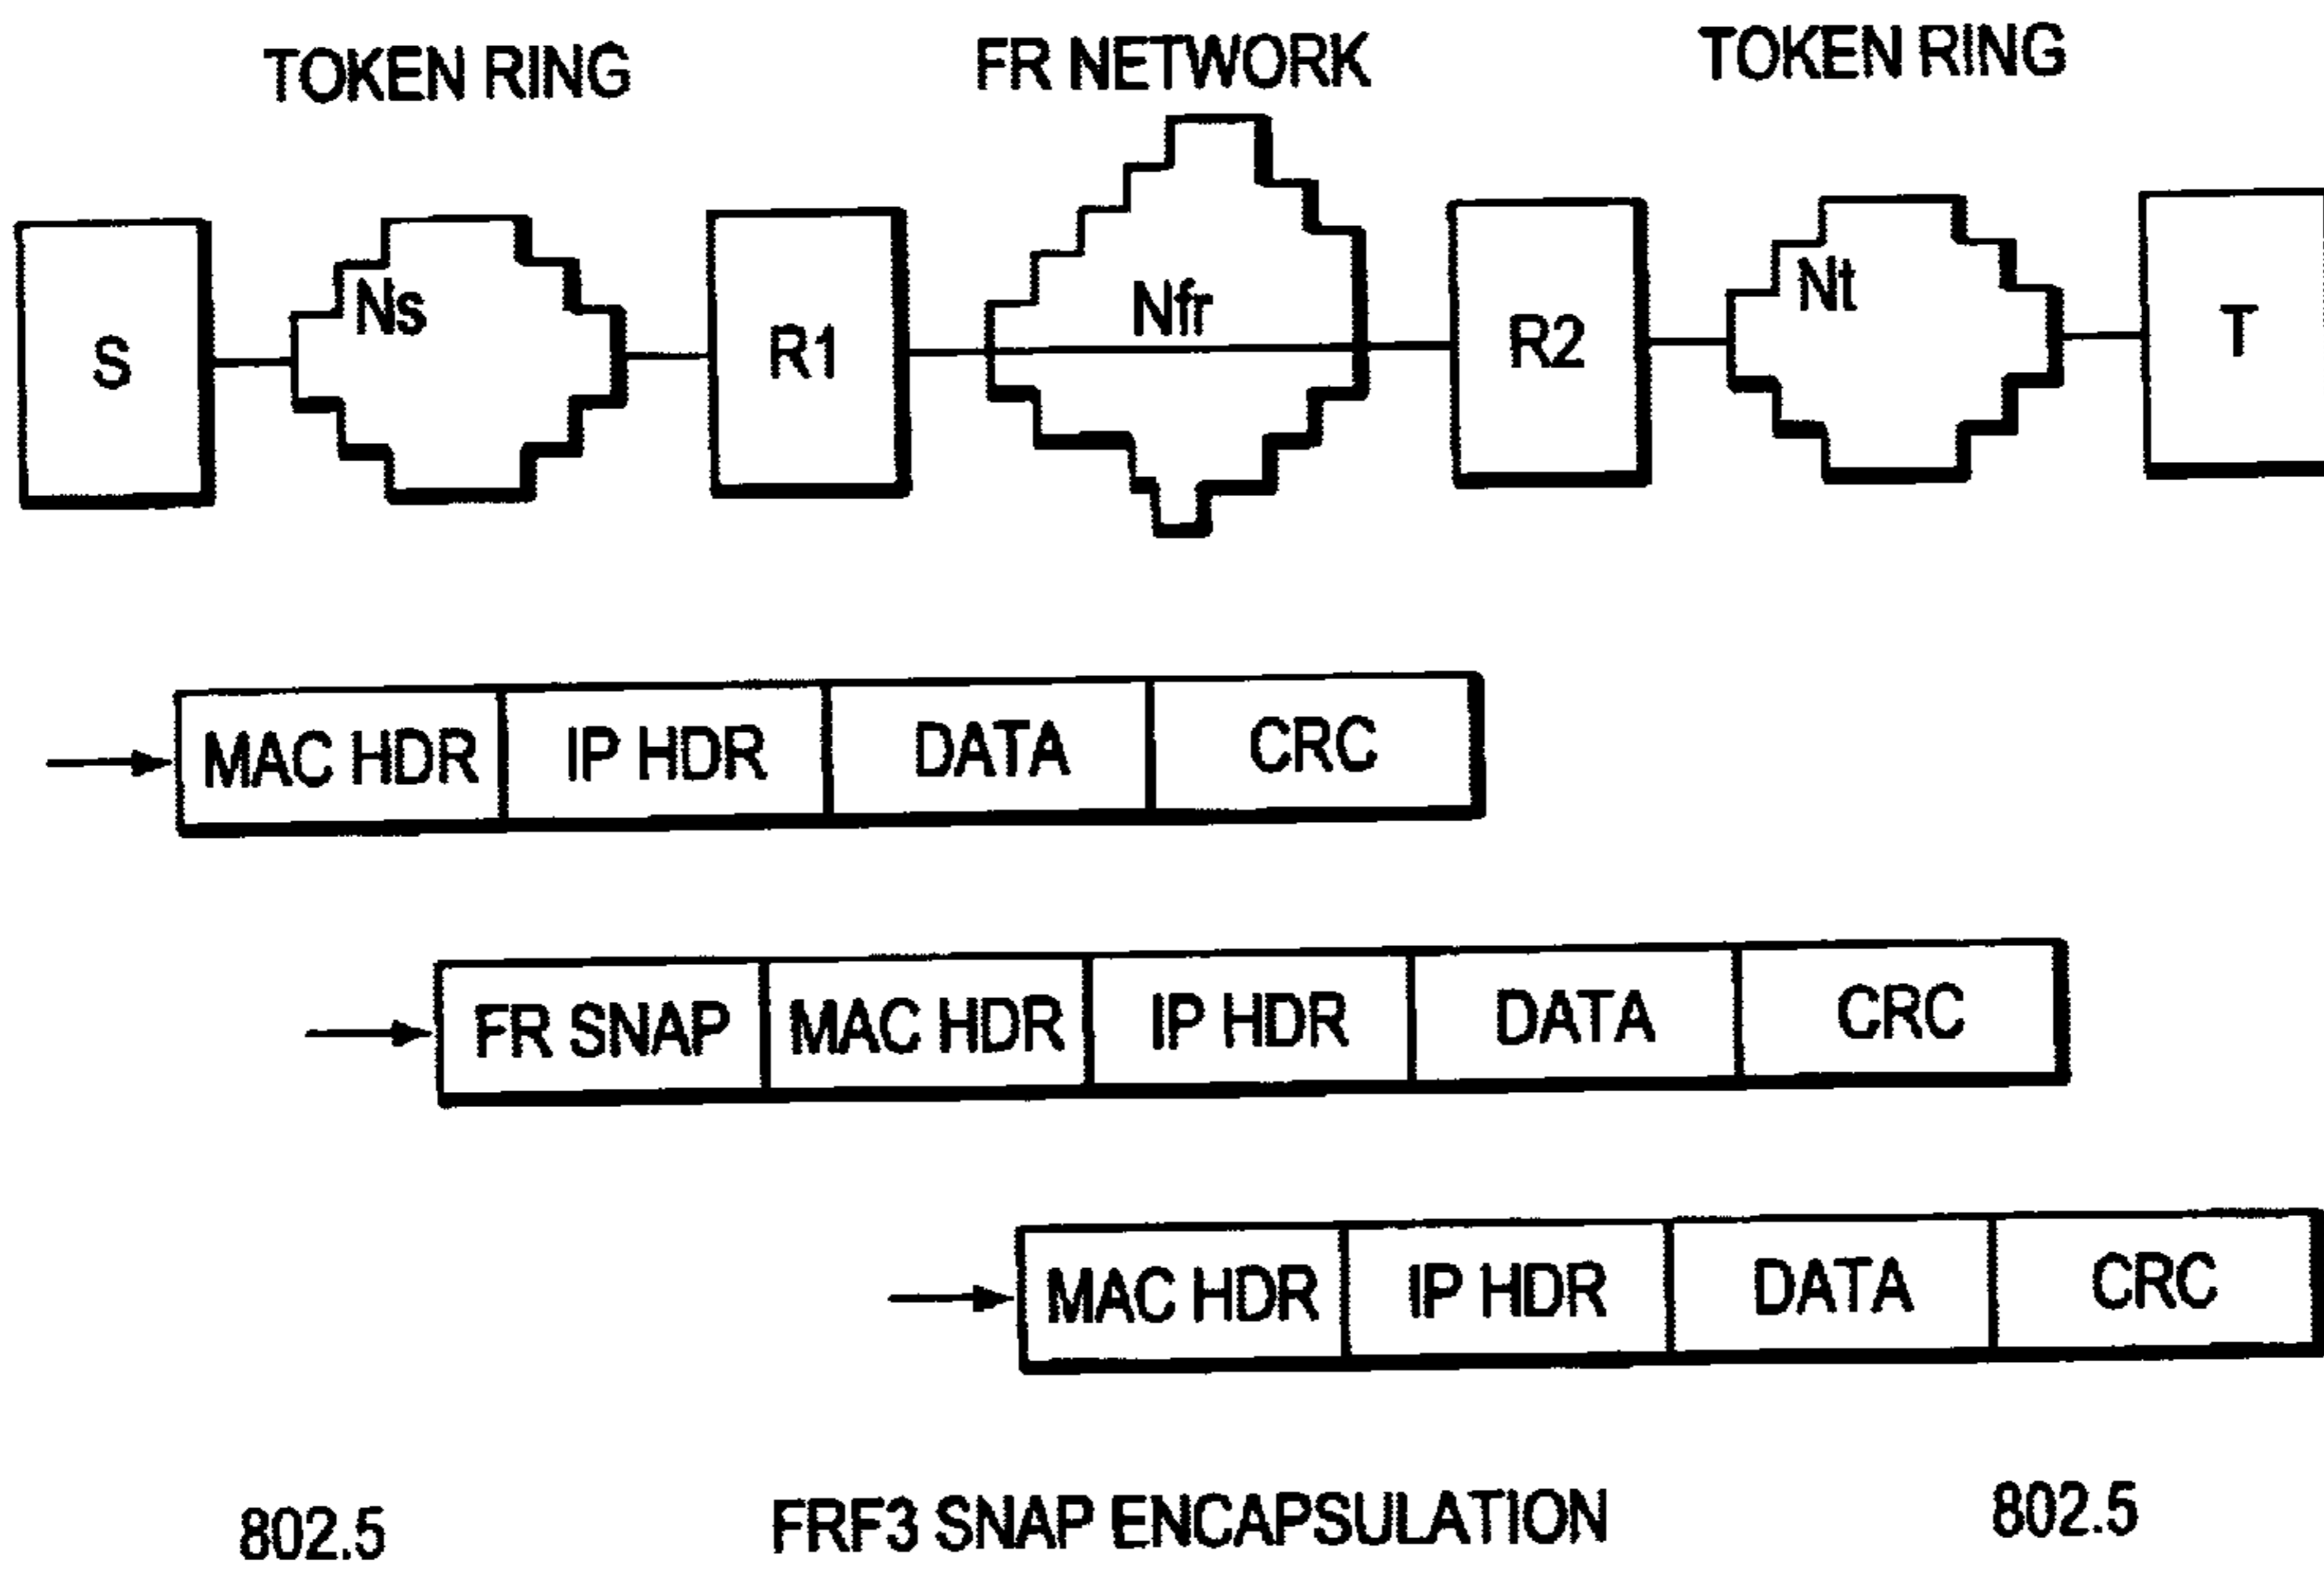 TOKEN RING FR NETWORK TOKEN RING
S Ns R1 Nfr R2 Nt T
MAC HDR IP HDR DATA CRC
FR SNAP MAC HDR IP HDR DATA CRC
MAC HDR IP HDR DATA CRC
802.5 FRF3 SNAP ENCAPSULATION 802.5